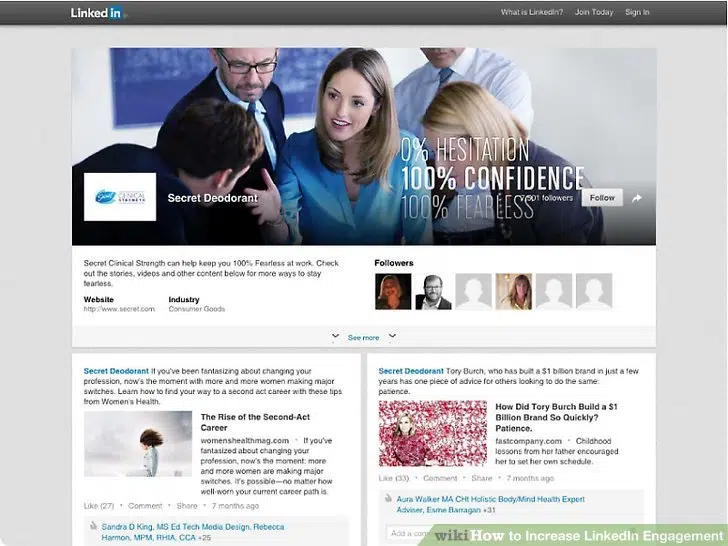 Linked in
What is LinkedIn? Join Today Sign In
0% HESITATION
100% CONFIDENCE
100% FEARLESS
Secret
CLINICAL
STRENGTH
Secret Deodorant
followers
Follow
Secret Clinical Strength can help keep you 100% Fearless at work. Check
out the stories, videos and other content below for more ways to stay
fearless.
Website Industry
http://www.secret.com Consumer Goods
Followers
See more
Secret Deodorant If you've been fantasizing about changing your
profession, now's the moment with more and more women making major
switches. Learn how to find your way to a second act career with these tips
from Women's Health.
The Rise of the Second-Act
Career
womenshealthmag.com • If you've
fantasized about changing your
profession, now's the moment:
more and more women are making major
switches. It's possible—no matter how
well-worn your current career path is.
Like (27) • Comment • Share • 7 months ago
Sandra D King, MS Ed Tech Media Design, Rebecca
Harmon, MPM, RHIA, CCA +25
Secret Deodorant Tory Burch, who has built a $1 billion brand in just a few
years has one piece of advice for others looking to do the same:
patience.
How Did Tory Burch Build a $1
Billion Brand So Quickly?
Patience.
fastcompany.com • Childhood
lessons from her father encouraged
her to set her own schedule.
Like (33) • Comment • Share • 7 months ago
Aura Walker MA CHt Holistic Body/Mind Health Expert
Adviser, Esme Barragan +31
Add a
wikiHow to Increase LinkedIn Engagement